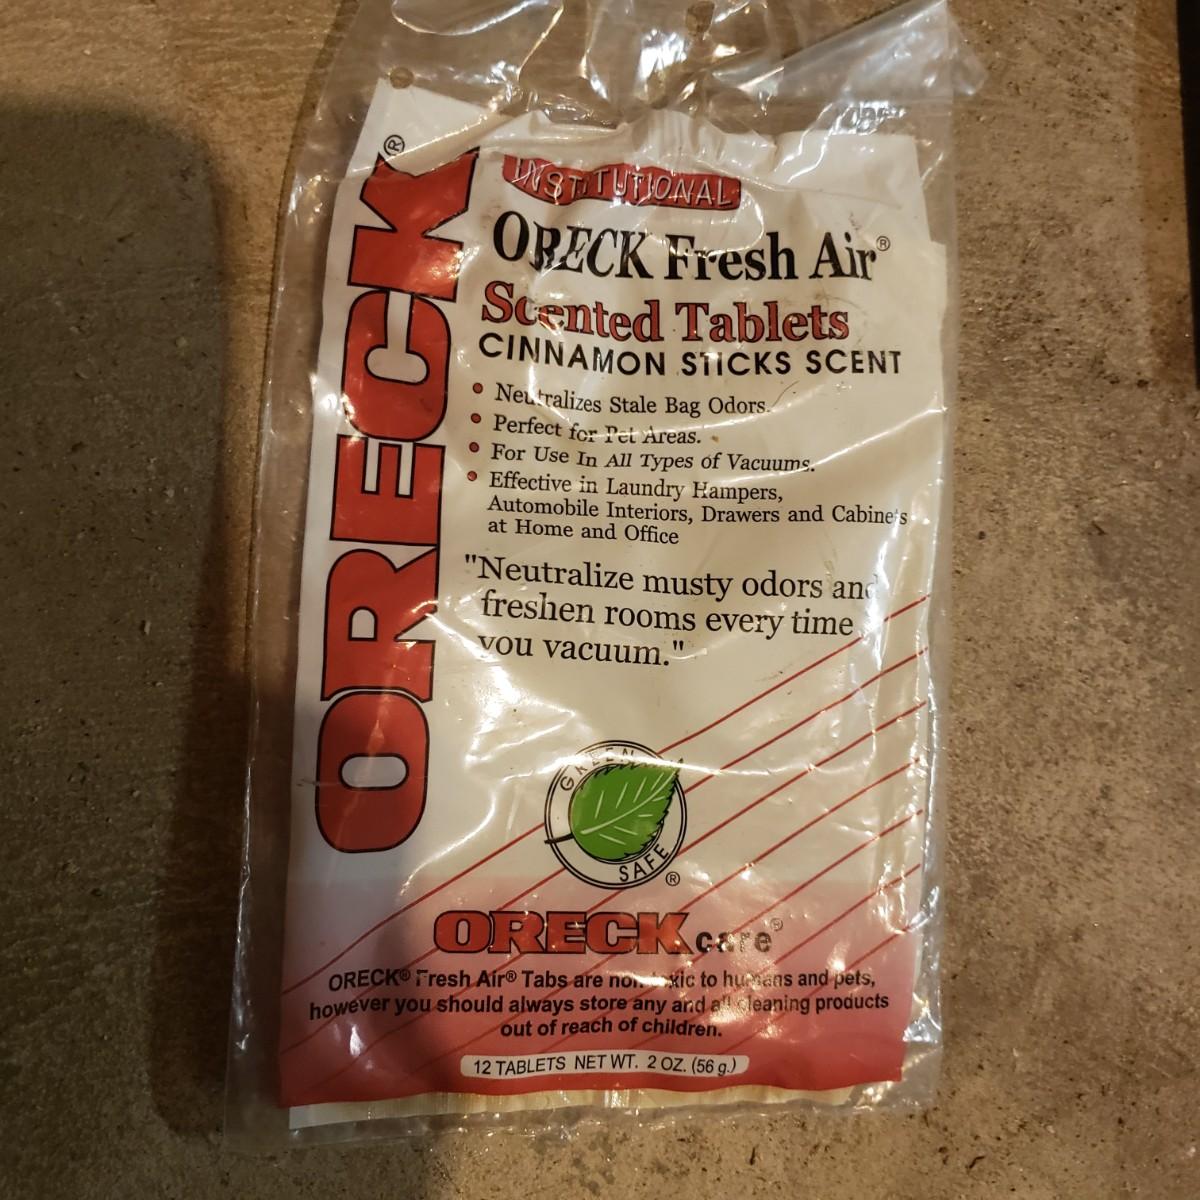 ORECK®
INSTITUTIONAL
ORECK Fresh Air®
Scented Tablets
CINNAMON STICKS SCENT
• Neutralizes Stale Bag Odors.
• Perfect for Pet Areas.
• For Use In All Types of Vacuums.
• Effective in Laundry Hampers,
Automobile Interiors, Drawers and Cabinets
at Home and Office
"Neutralize musty odors and
freshen rooms every time
you vacuum."
GREEN
SAFE ®
ORECK care®
ORECK® Fresh Air® Tabs are non-toxic to humans and pets,
however you should always store any and all cleaning products
out of reach of children.
12 TABLETS NET WT. 2 OZ. (56 g.)